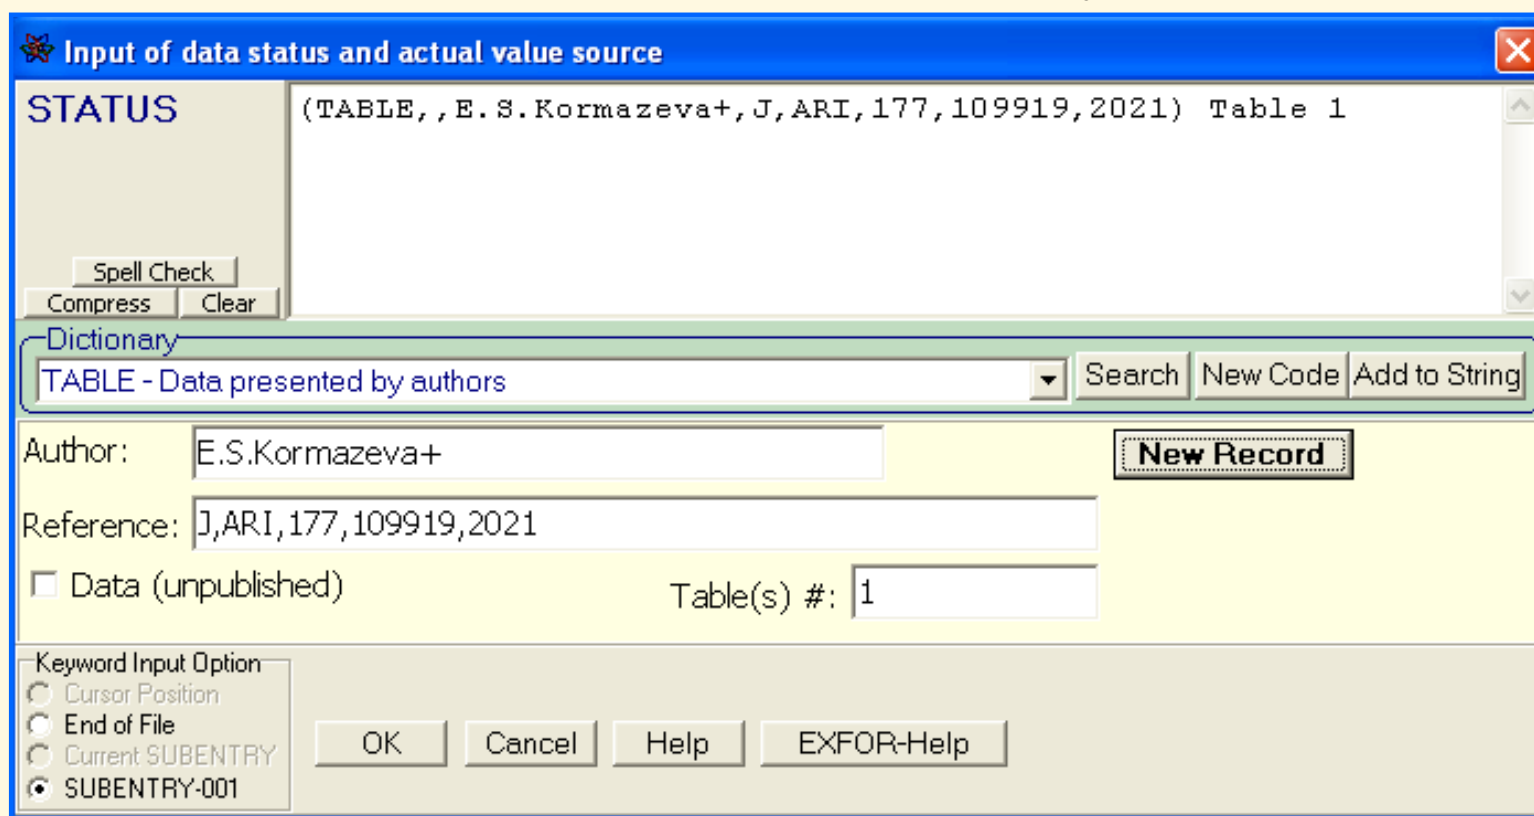 Input of data status and actual value source
STATUS
(TABLE,,E.S.Kormazeva+,J,ARI,177,109919,2021) Table 1
Spell Check
Compress Clear
Dictionary
TABLE - Data presented by authors
Search New Code Add to String
Author: E.S.Kormazeva+
New Record
Reference: J,ARI,177,109919,2021
Data (unpublished)
Table(s) #: 1
Keyword Input Option
Cursor Position
End of File
Current SUBENTRY
SUBENTRY-001
OK Cancel Help EXFOR-Help